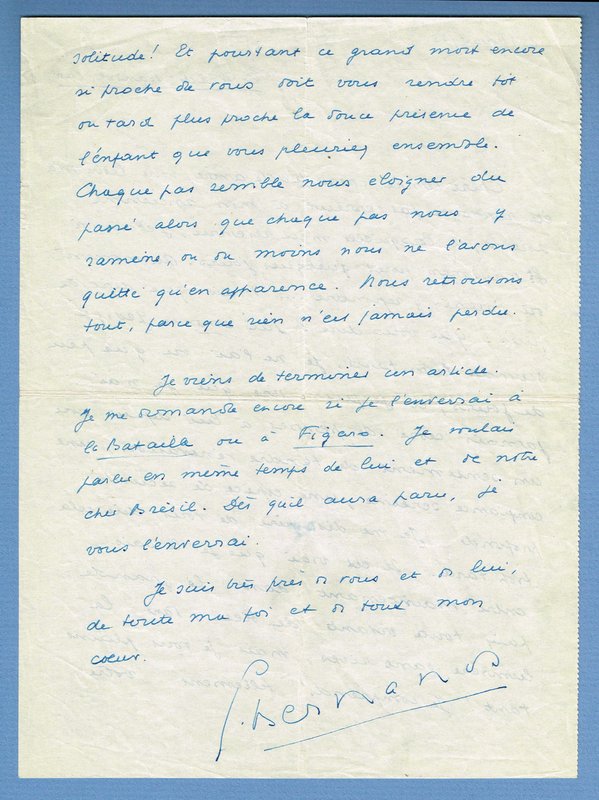 solitude! Et pourtant ce grand mort encore
si proche de vous doit vous rendre tôt
ou tard plus proche la douce présence de
l'enfant que vous pleuriez ensemble.
Chaque pas semble nous éloigner du
passé alors que chaque pas nous y
ramène, ou du moins nous ne l'avons
quitté qu'en apparence. Nous retrouvons
tout, parce que rien n'est jamais perdu.
Je viens de terminer un article.
Je me demande encore si je l'enverrai à
la Bataille ou à Figaro. Je voulais
parler en même temps de lui et de notre
cher Brésil. Dès qu'il aura paru, je
vous l'enverrai.
Je suis très près de vous et de lui,
de toute ma foi et de tout mon
cœur.
G. Bernanos